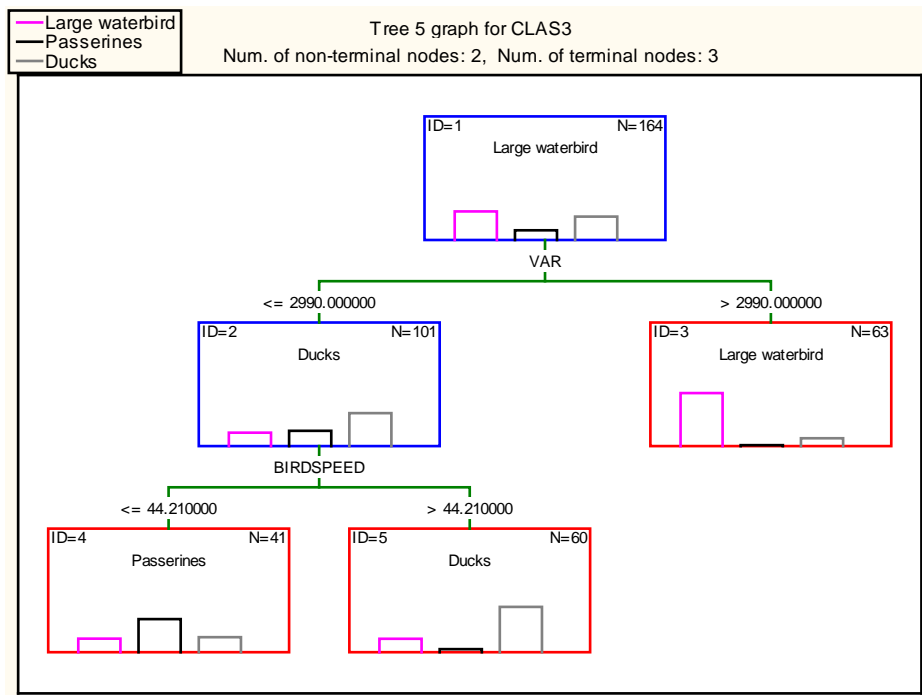 Large waterbird
Passerines
Ducks
Tree 5 graph for CLAS3
Num. of non-terminal nodes: 2, Num. of terminal nodes: 3
ID=1 N=164
Large waterbird
VAR
<= 2990.000000 > 2990.000000
ID=2 N=101 ID=3 N=63
Ducks Large waterbird
BIRDSPEED
<= 44.210000 > 44.210000
ID=4 N=41 ID=5 N=60
Passerines Ducks